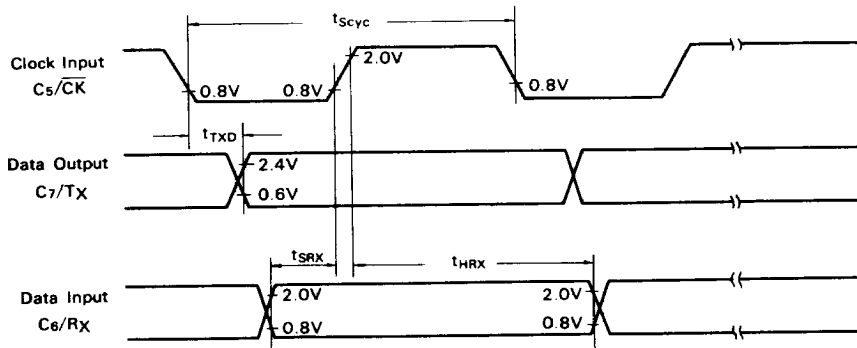 tScyc
Clock Input
C5/C̅K̅
0.8V
0.8V
2.0V
0.8V
tTXD
Data Output
C7/TX
2.4V
0.6V
tSRX
tHRX
Data Input
C6/RX
2.0V
0.8V
2.0V
0.8V